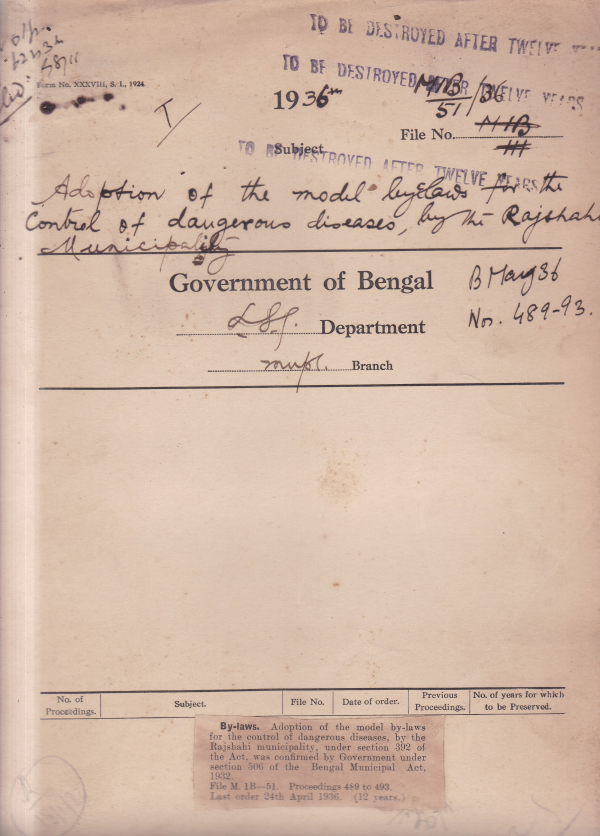 TO BE DESTROYED AFTER TWELVE
TO BE DESTROYED AFTER TWELVE YEARS
Form No. XXXVIII, S. I., 1924.
1936
M1B
51/36
File No. M1B
III
Subject.
TO BE DESTROYED AFTER TWELVE YEARS
Adoption of the model byelaws for the
Control of dangerous diseases, by the Rajshahi
Municipality
Government of Bengal
B May 36
Nos. 489-93.
L.S.G. Department
Munpl. Branch
No. of Proceedings.
Subject.
File No.
Date of order.
Previous Proceedings.
No. of years for which to be Preserved.
By-laws. Adoption of the model by-laws
for the control of dangerous diseases, by the
Rajshahi municipality, under section 392 of
the Act, was confirmed by Government under
section 506 of the Bengal Municipal Act,
1932.
File M. 1B—51. Proceedings 489 to 493.
Last order 24th April 1936. (12 years.)